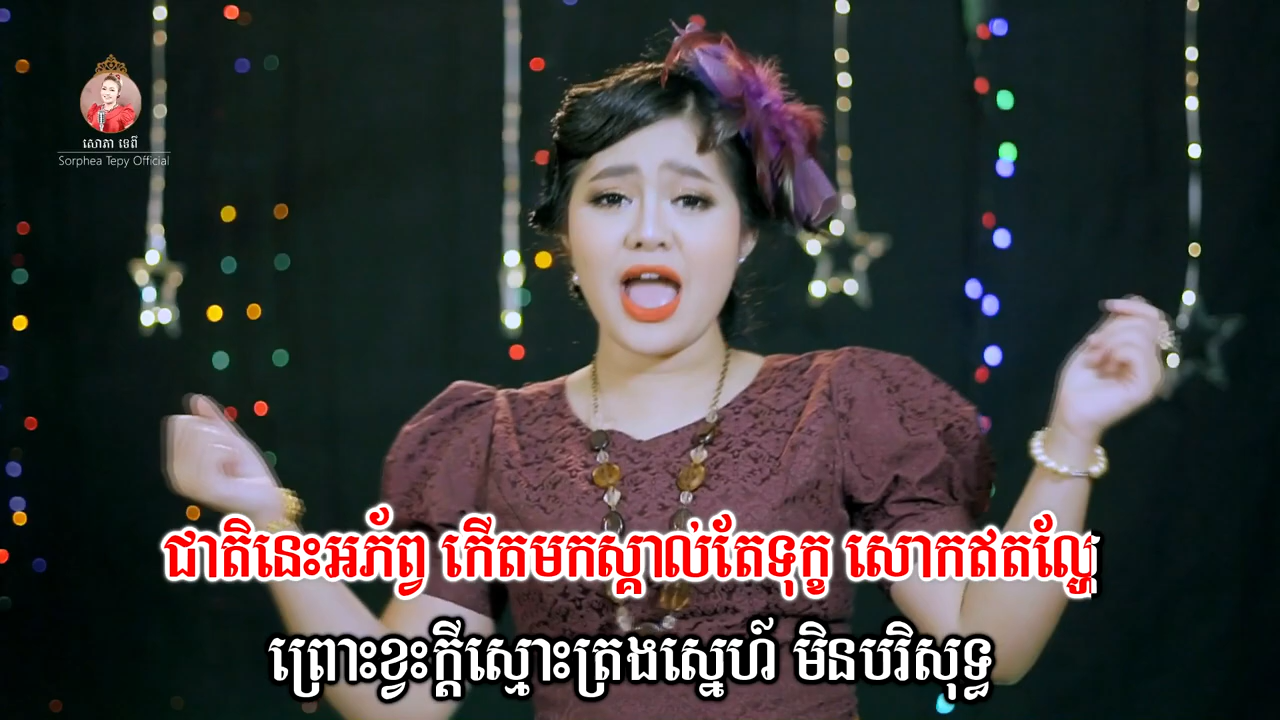 សោភា ទេពី
Sorphea Tepy Official
ជាតិនេះអភ័ព្វ កើតមកស្គាល់តែទុក្ខ សោកឥតល្ហែ
ព្រោះខ្វះក្ដីស្មោះត្រង់ស្នេហ៍ មិនបរិសុទ្ធ